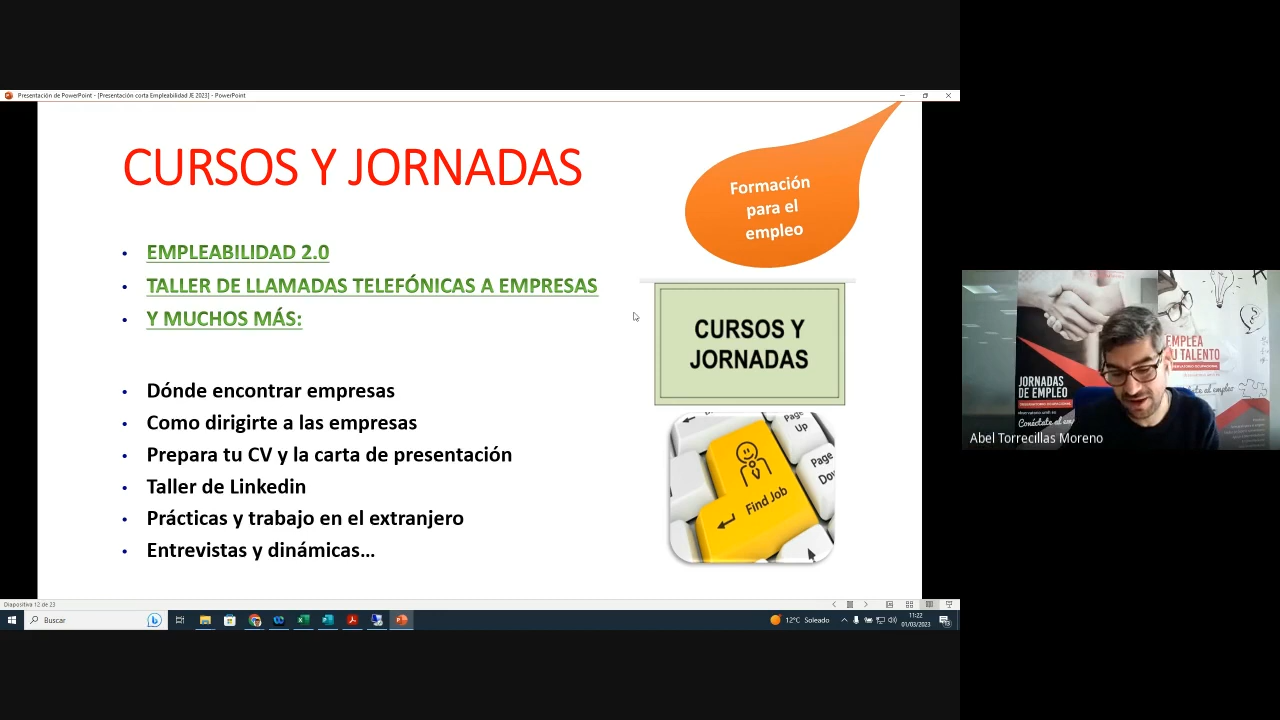 Presentación de PowerPoint - [Presentación corta Empleabilidad JE 2023] - PowerPoint
CURSOS Y JORNADAS
Formación
para el
empleo
• EMPLEABILIDAD 2.0
• TALLER DE LLAMADAS TELEFÓNICAS A EMPRESAS
• Y MUCHOS MÁS:
CURSOS Y
JORNADAS
• Dónde encontrar empresas
• Como dirigirte a las empresas
• Prepara tu CV y la carta de presentación
• Taller de Linkedin
• Prácticas y trabajo en el extranjero
• Entrevistas y dinámicas...
Page
Up
Page
Find Job
EMPLEA
TU TALENTO
JORNADAS
DE EMPLEO
Conéctate al
Abel Torrecillas Moreno
Diapositiva 12 de 23
Buscar
12°C Soleado
11:22
01/03/2023